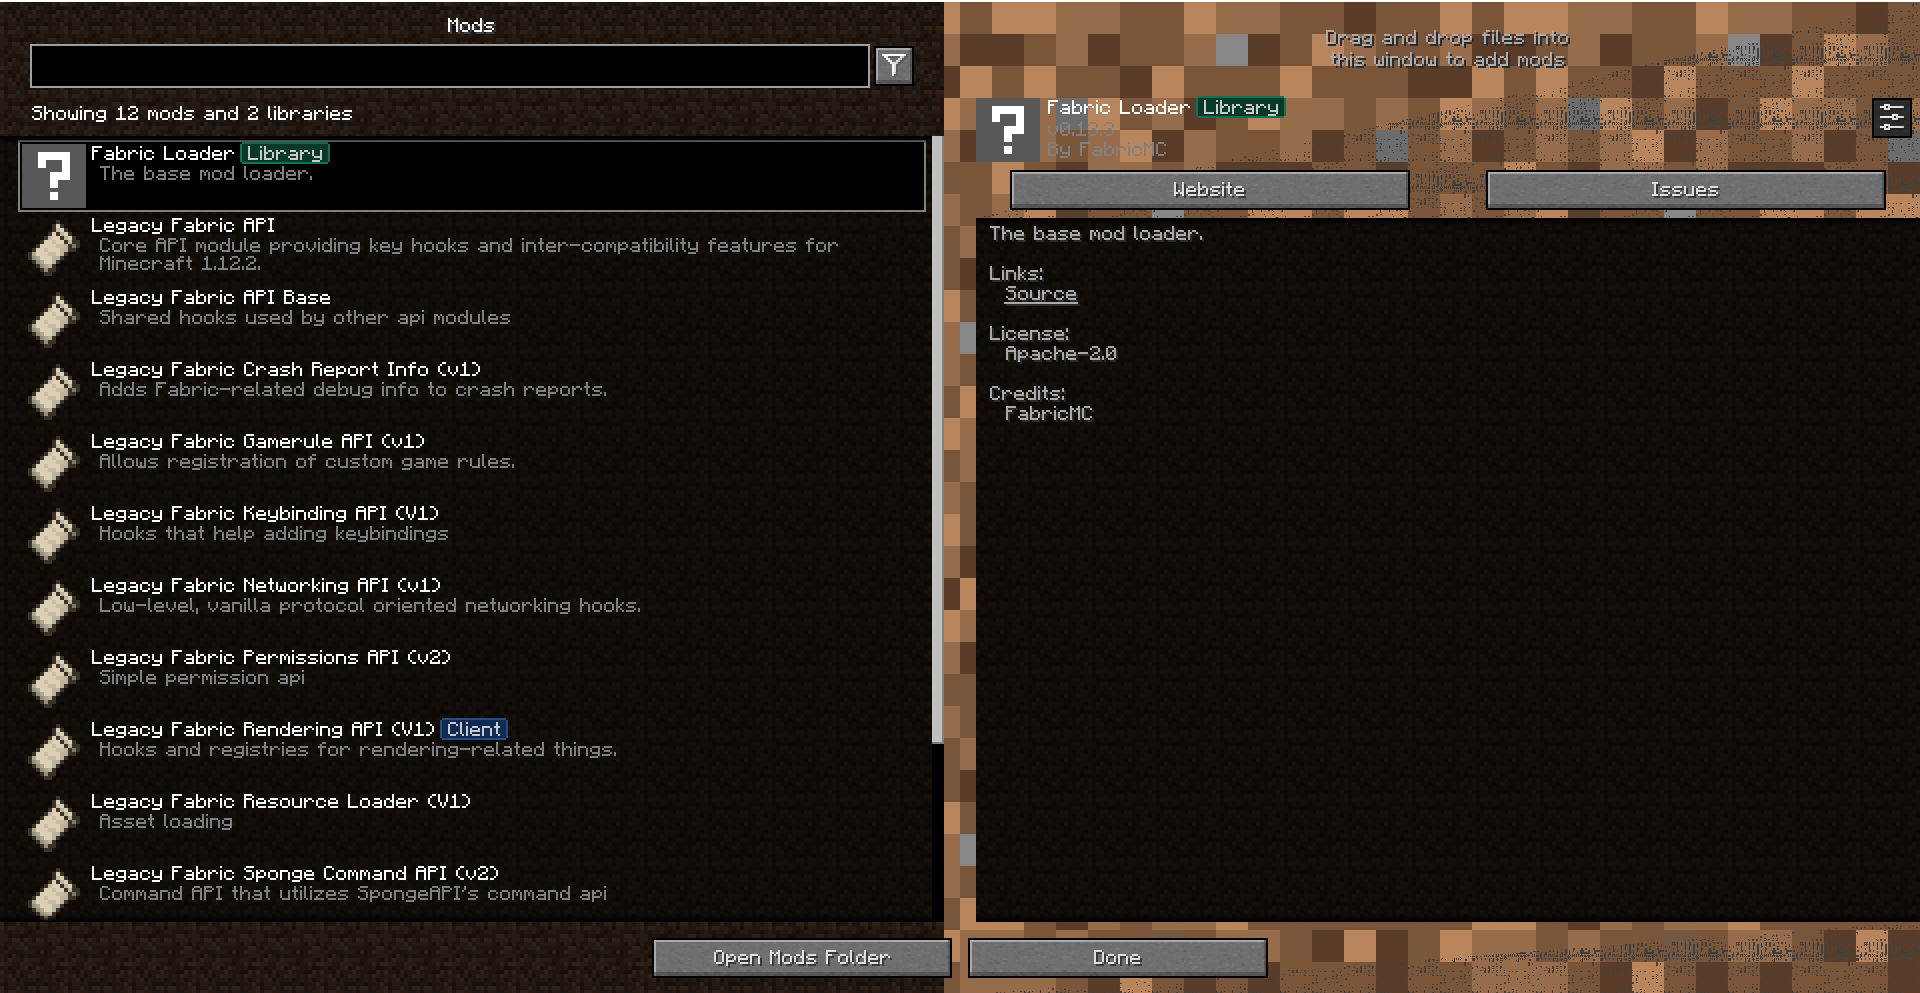 Mods
Showing 12 mods and 2 libraries
Fabric Loader Library
The base mod loader.
Legacy Fabric API
Core API module providing key hooks and inter-compatibility features for
Minecraft 1.12.2.
Legacy Fabric API Base
Shared hooks used by other api modules
Legacy Fabric Crash Report Info (v1)
Adds Fabric-related debug info to crash reports.
Legacy Fabric Gamerule API (v1)
Allows registration of custom game rules.
Legacy Fabric Keybinding API (V1)
Hooks that help adding keybindings
Legacy Fabric Networking API (v1)
Low-level, vanilla protocol oriented networking hooks.
Legacy Fabric Permissions API (v2)
Simple permission api
Legacy Fabric Rendering API (V1) Client
Hooks and registries for rendering-related things.
Legacy Fabric Resource Loader (V1)
Asset loading
Legacy Fabric Sponge Command API (v2)
Command API that utilizes SpongeAPI's command api
Drag and drop files into
this window to add mods
Fabric Loader Library
By FabricMC
Website
Issues
The base mod loader.
Links:
Source
License:
Apache-2.0
Credits:
FabricMC
Open Mods Folder
Done